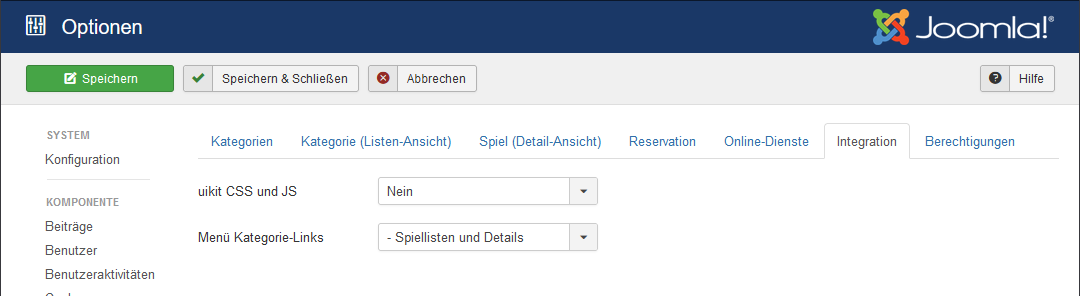 Optionen
Joomla!®
Speichern
Speichern & Schließen
Abbrechen
Hilfe
SYSTEM
Konfiguration
KOMPONENTE
Beiträge
Benutzer
Benutzeraktivitäten
Kategorien
Kategorie (Listen-Ansicht)
Spiel (Detail-Ansicht)
Reservation
Online-Dienste
Integration
Berechtigungen
uikit CSS und JS
Nein
Menü Kategorie-Links
- Spiellisten und Details